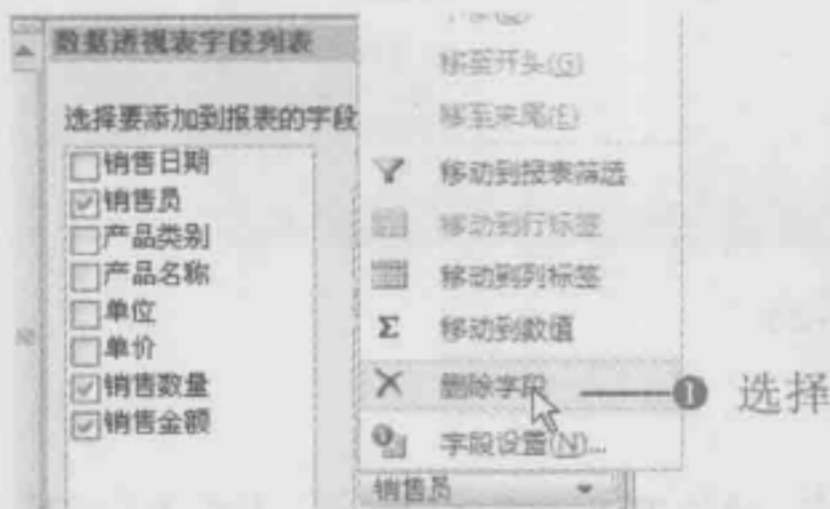 数据透视表字段列表
选择要添加到报表的字段
销售日期
销售员
产品类别
产品名称
单位
单价
销售数量
销售金额
移至开头(G)
移至末尾(E)
移动到报表筛选
移动到行标签
移动到列标签
Σ 移动到数值
删除字段
字段设置(N)...
销售员
❶ 选择